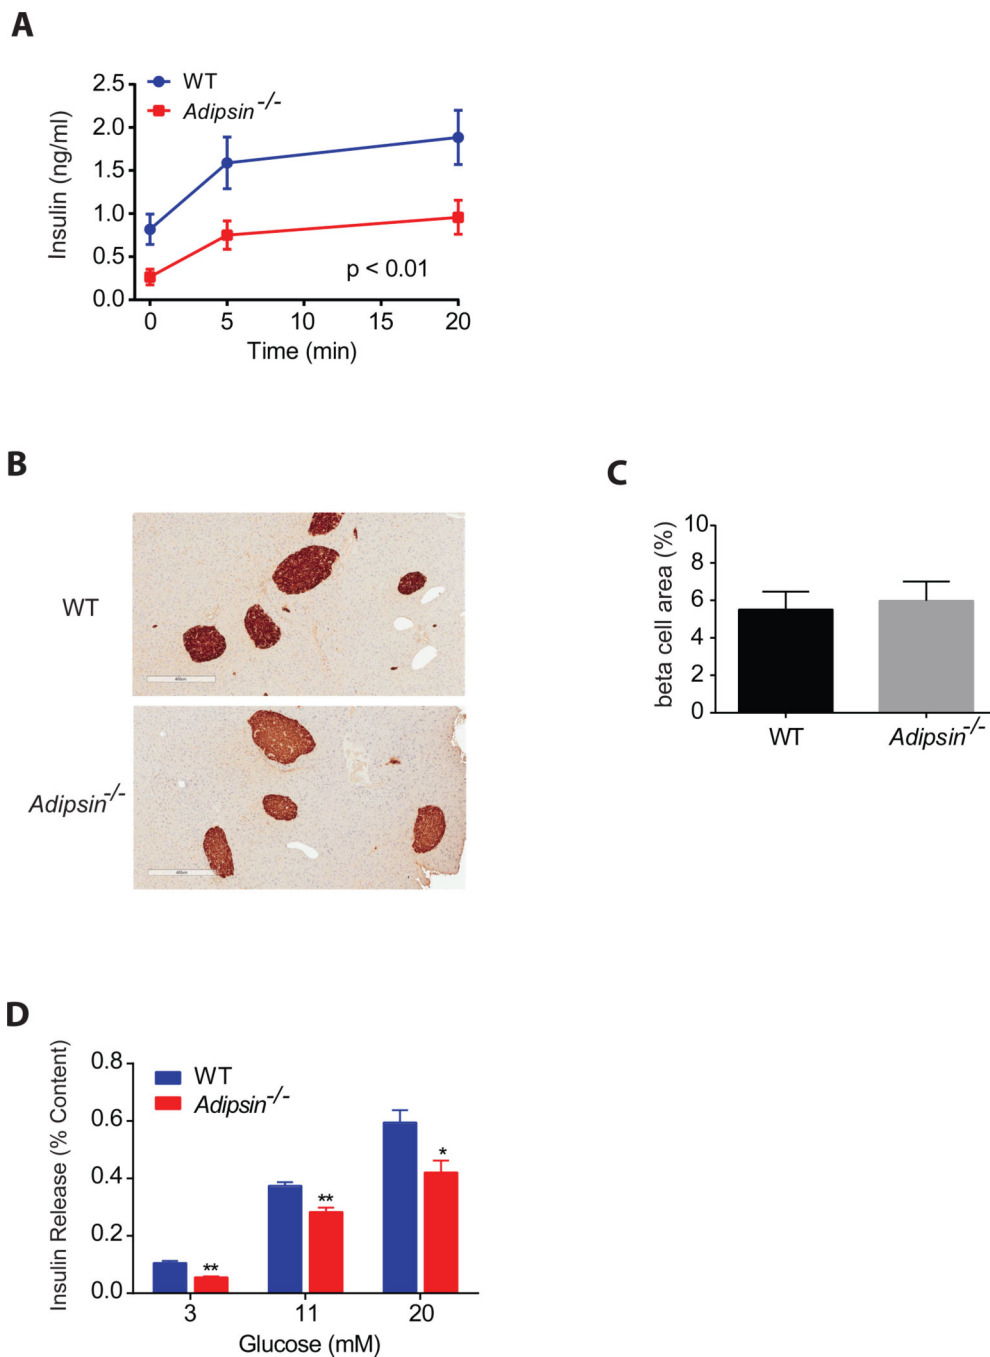 A
WT
Adipsin-/-
2.5
2.0
1.5
1.0
0.5
0.0
Insulin (ng/ml)
p < 0.01
0 5 10 15 20
Time (min)
B
WT
Adipsin-/-
C
10
8
6
4
2
0
beta cell area (%)
WT Adipsin-/-
D
0.8
0.6
0.4
0.2
0.0
Insulin Release (% Content)
WT
Adipsin-/-
** ** *
3 11 20
Glucose (mM)